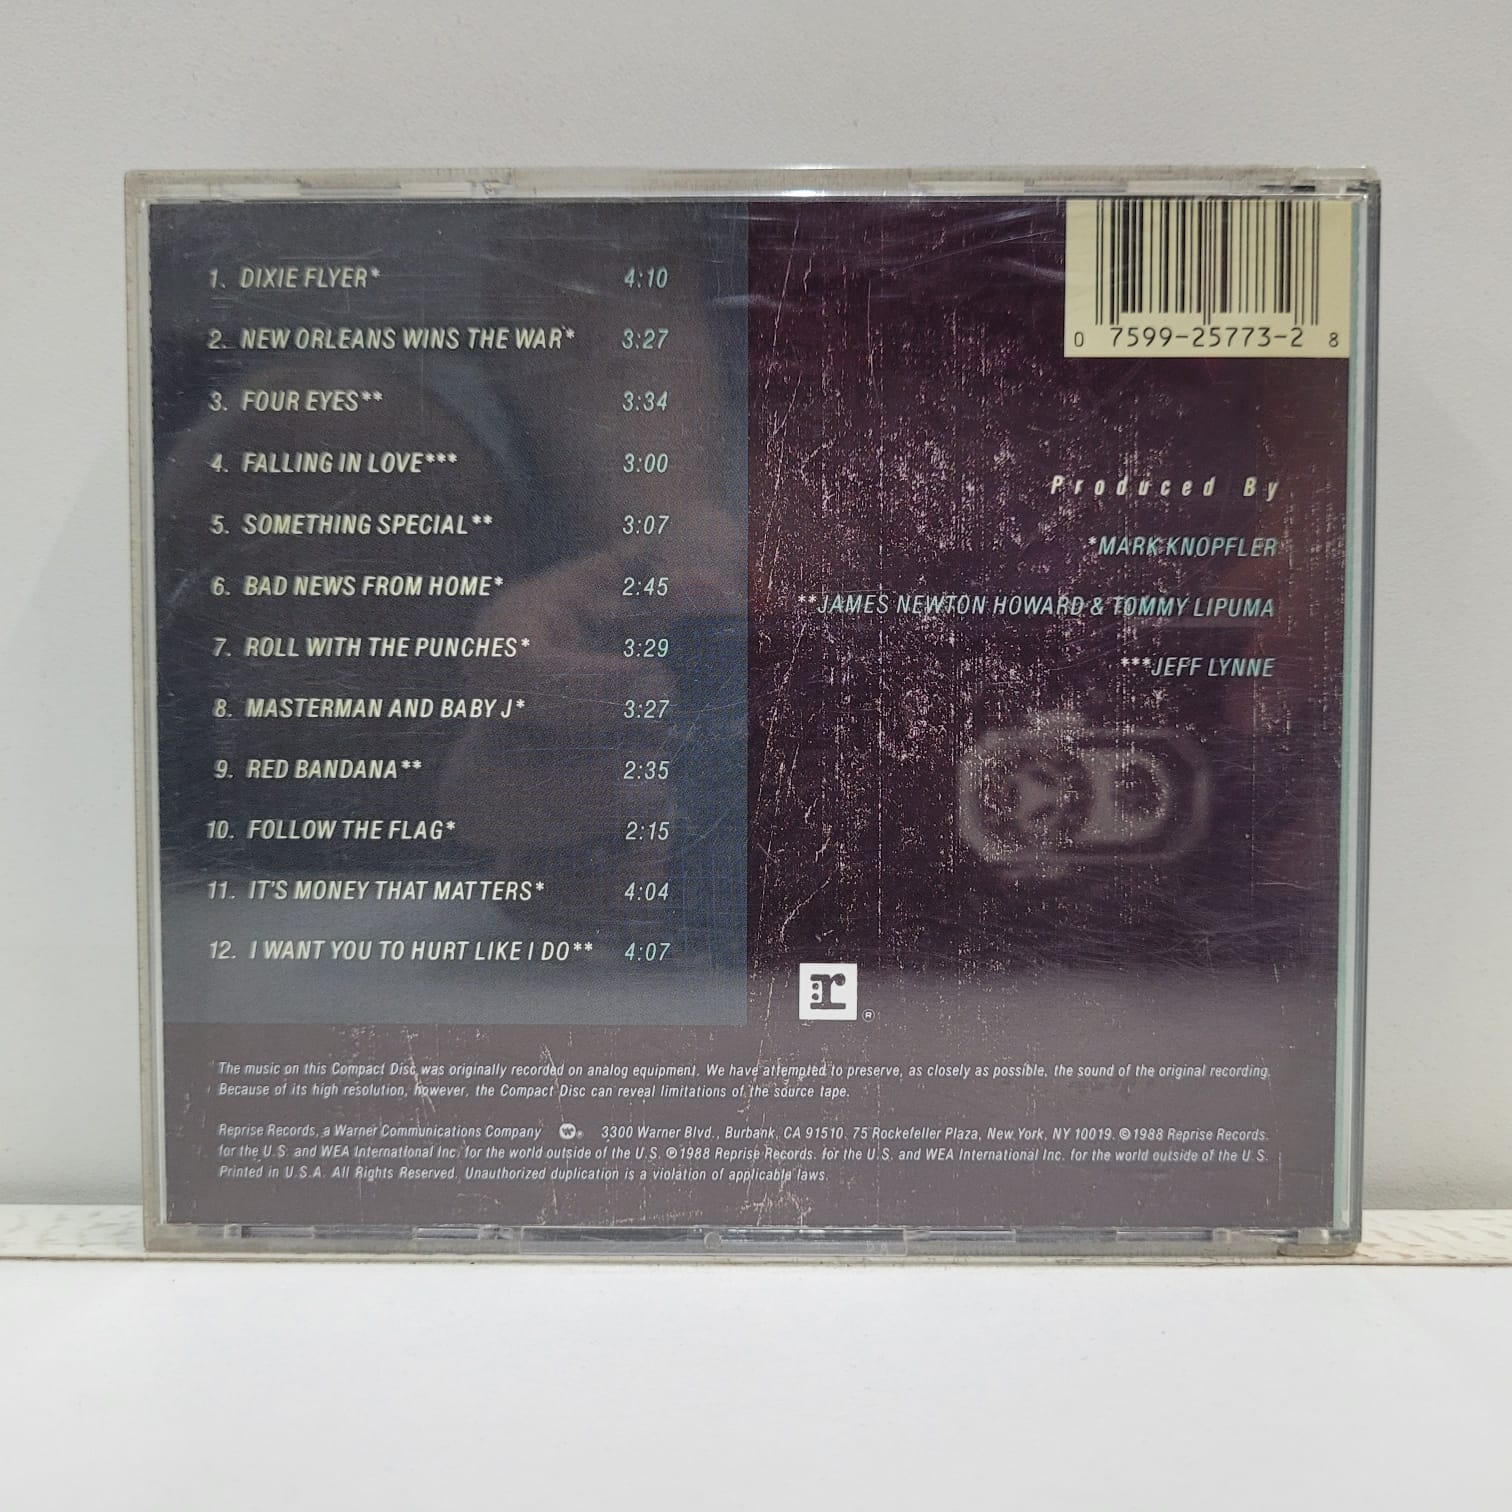 1. DIXIE FLYER* 4:10
2. NEW ORLEANS WINS THE WAR* 3:27
3. FOUR EYES** 3:34
4. FALLING IN LOVE*** 3:00
5. SOMETHING SPECIAL** 3:07
6. BAD NEWS FROM HOME* 2:45
7. ROLL WITH THE PUNCHES* 3:29
8. MASTERMAN AND BABY J* 3:27
9. RED BANDANA** 2:35
10. FOLLOW THE FLAG* 2:15
11. IT'S MONEY THAT MATTERS* 4:04
12. I WANT YOU TO HURT LIKE I DO** 4:07
0 7599-25773-2 8
Produced By
*MARK KNOPFLER
**JAMES NEWTON HOWARD & TOMMY LIPUMA
***JEFF LYNNE
:r ®
The music on this Compact Disc was originally recorded on analog equipment. We have attempted to preserve, as closely as possible, the sound of the original recording.
Because of its high resolution, however, the Compact Disc can reveal limitations of the source tape.
Reprise Records, a Warner Communications Company 3300 Warner Blvd., Burbank, CA 91510. 75 Rockefeller Plaza, New York, NY 10019. ©1988 Reprise Records.
for the U.S. and WEA International Inc. for the world outside of the U.S. ℗1988 Reprise Records. for the U.S. and WEA International Inc. for the world outside of the U.S.
Printed in U.S.A. All Rights Reserved. Unauthorized duplication is a violation of applicable laws.